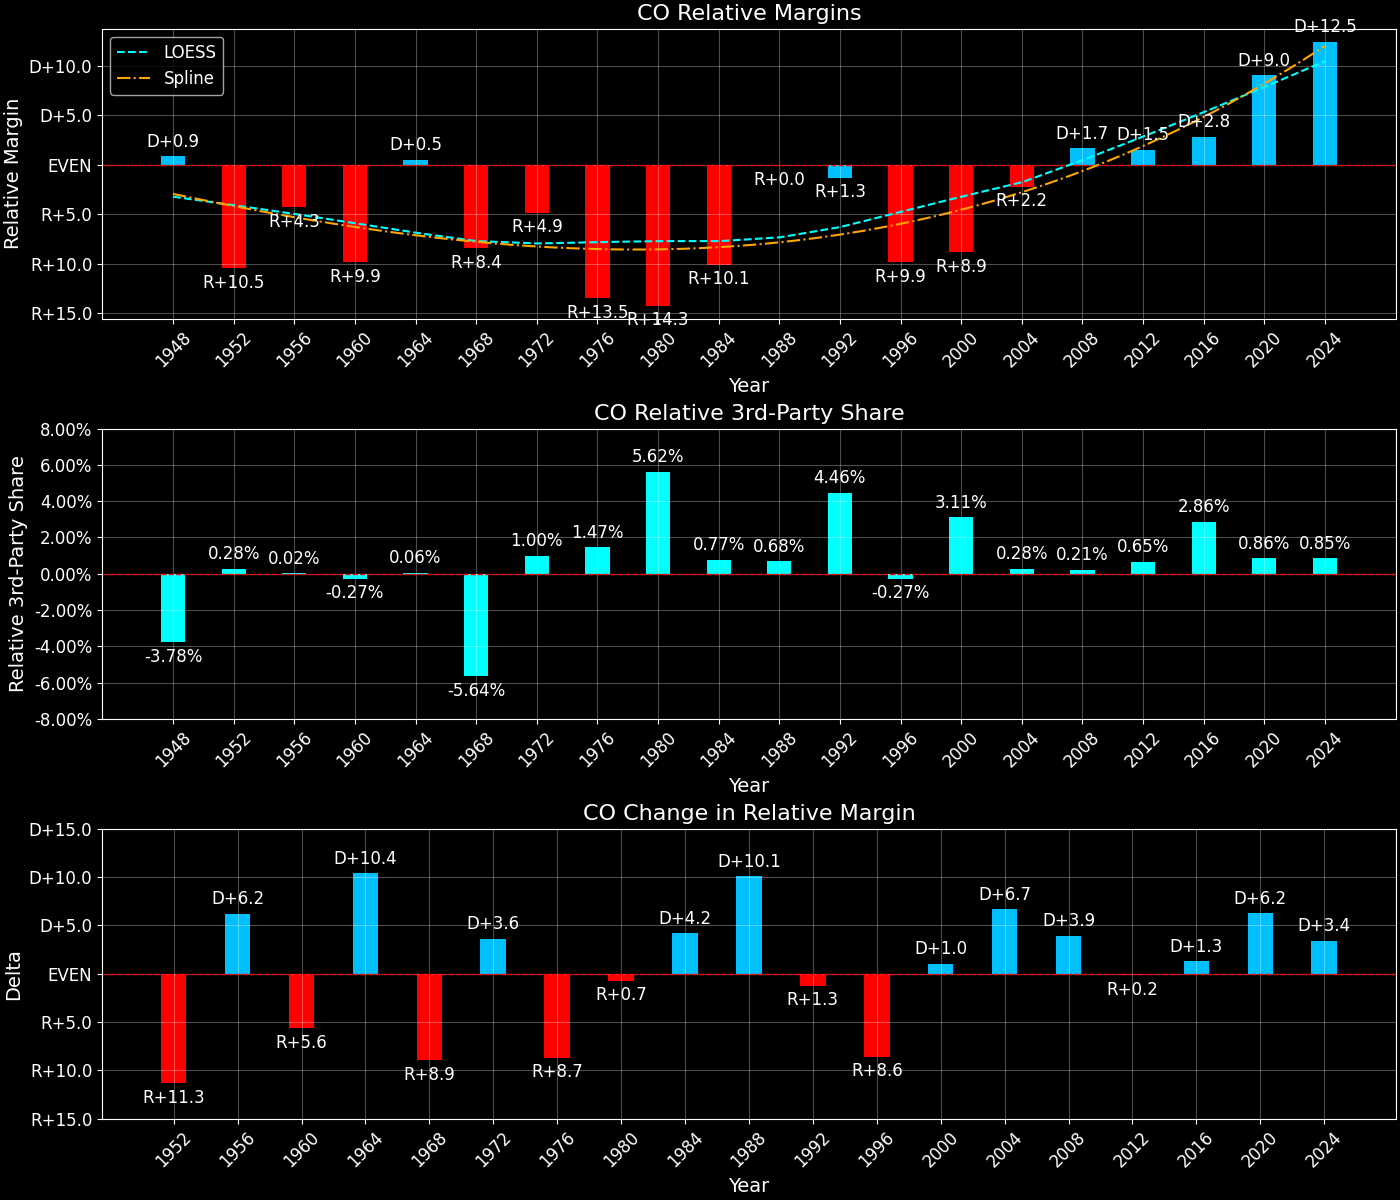 CO Relative Margins
LOESS
Spline
Relative Margin
D+10.0
D+5.0
EVEN
R+5.0
R+10.0
R+15.0
D+0.9
R+10.5
R+4.3
R+9.9
D+0.5
R+8.4
R+4.9
R+13.5
R+14.3
R+10.1
R+0.0
R+1.3
R+9.9
R+8.9
R+2.2
D+1.7
D+1.5
D+2.8
D+9.0
D+12.5
1948 1952 1956 1960 1964 1968 1972 1976 1980 1984 1988 1992 1996 2000 2004 2008 2012 2016 2020 2024
Year
CO Relative 3rd-Party Share
Relative 3rd-Party Share
8.00%
6.00%
4.00%
2.00%
0.00%
-2.00%
-4.00%
-6.00%
-8.00%
-3.78%
0.28%
0.02%
-0.27%
0.06%
-5.64%
1.00%
1.47%
5.62%
0.77%
0.68%
4.46%
-0.27%
3.11%
0.28%
0.21%
0.65%
2.86%
0.86%
0.85%
1948 1952 1956 1960 1964 1968 1972 1976 1980 1984 1988 1992 1996 2000 2004 2008 2012 2016 2020 2024
Year
CO Change in Relative Margin
Delta
D+15.0
D+10.0
D+5.0
EVEN
R+5.0
R+10.0
R+15.0
R+11.3
D+6.2
R+5.6
D+10.4
R+8.9
D+3.6
R+8.7
R+0.7
D+4.2
D+10.1
R+1.3
R+8.6
D+1.0
D+6.7
D+3.9
R+0.2
D+1.3
D+6.2
D+3.4
1952 1956 1960 1964 1968 1972 1976 1980 1984 1988 1992 1996 2000 2004 2008 2012 2016 2020 2024
Year